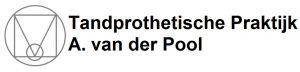 Tandprothetische Praktijk
A. van der Pool